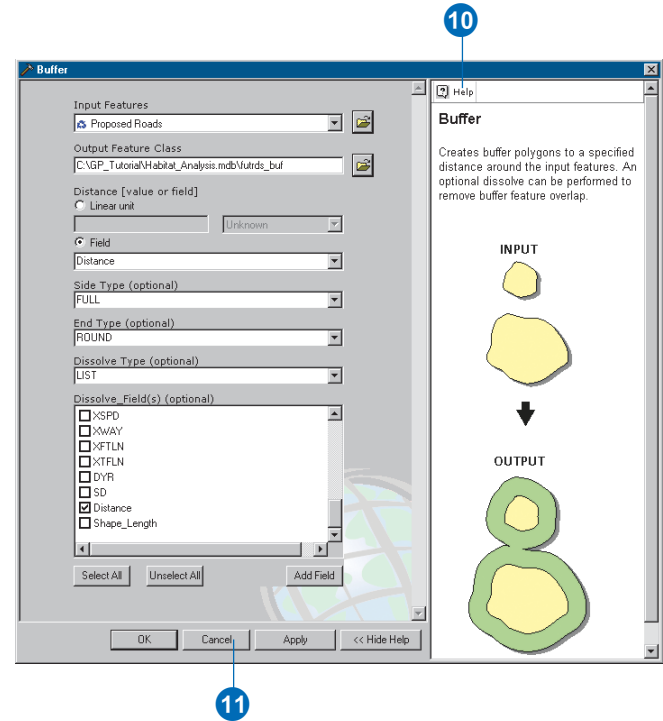 10
Buffer
Input Features
Proposed Roads
Output Feature Class
C:\GP_Tutorial\Habitat_Analysis.mdb\futrds_buf
Distance [value or field]
Linear unit
Unknown
Field
Distance
Side Type (optional)
FULL
End Type (optional)
ROUND
Dissolve Type (optional)
LIST
Dissolve_Field(s) (optional)
XSPD
XWAY
XFTLN
XTFLN
DYR
SD
Distance
Shape_Length
Select All Unselect All Add Field
OK Cancel Apply << Hide Help
Help
Buffer
Creates buffer polygons to a specified
distance around the input features. An
optional dissolve can be performed to
remove buffer feature overlap.
INPUT
OUTPUT
11